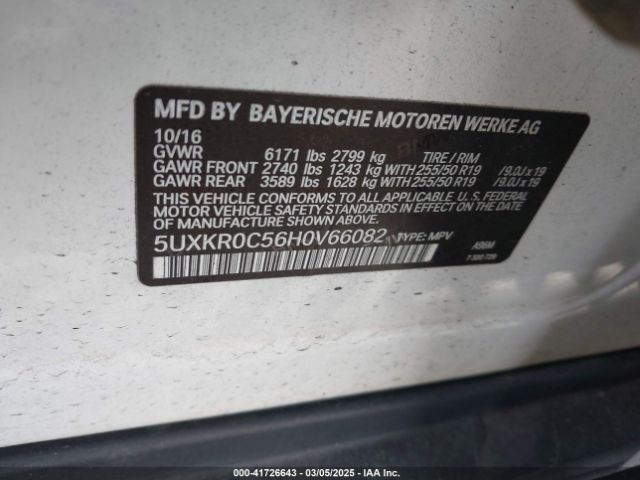 MFD BY BAYERISCHE MOTOREN WERKE AG
10/16
GVWR 6171 lbs 2799 kg TIRE / RIM
GAWR FRONT 2740 lbs 1243 kg WITH 255/50 R19 / 9.0J x 19
GAWR REAR 3589 lbs 1628 kg WITH 255/50 R19 / 9.0J x 19
THIS VEHICLE CONFORMS TO ALL APPLICABLE U. S. FEDERAL
MOTOR VEHICLE SAFETY STANDARDS IN EFFECT ON THE DATE
OF MANUFACTURE SHOWN ABOVE.
5UXKR0C56H0V66082 TYPE: MPV A96M
000-41726643 / 03/05/2025 - IAA Inc.